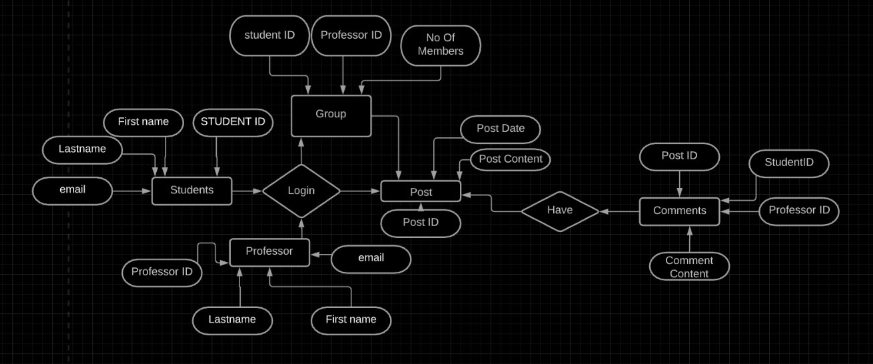 student ID
Professor ID
No Of
Members
Group
First name
STUDENT ID
Lastname
email
Students
Login
Post Date
Post Content
Post
Post ID
Have
Post ID
StudentID
Comments
Professor ID
Comment
Content
Professor
Professor ID
email
Lastname
First name